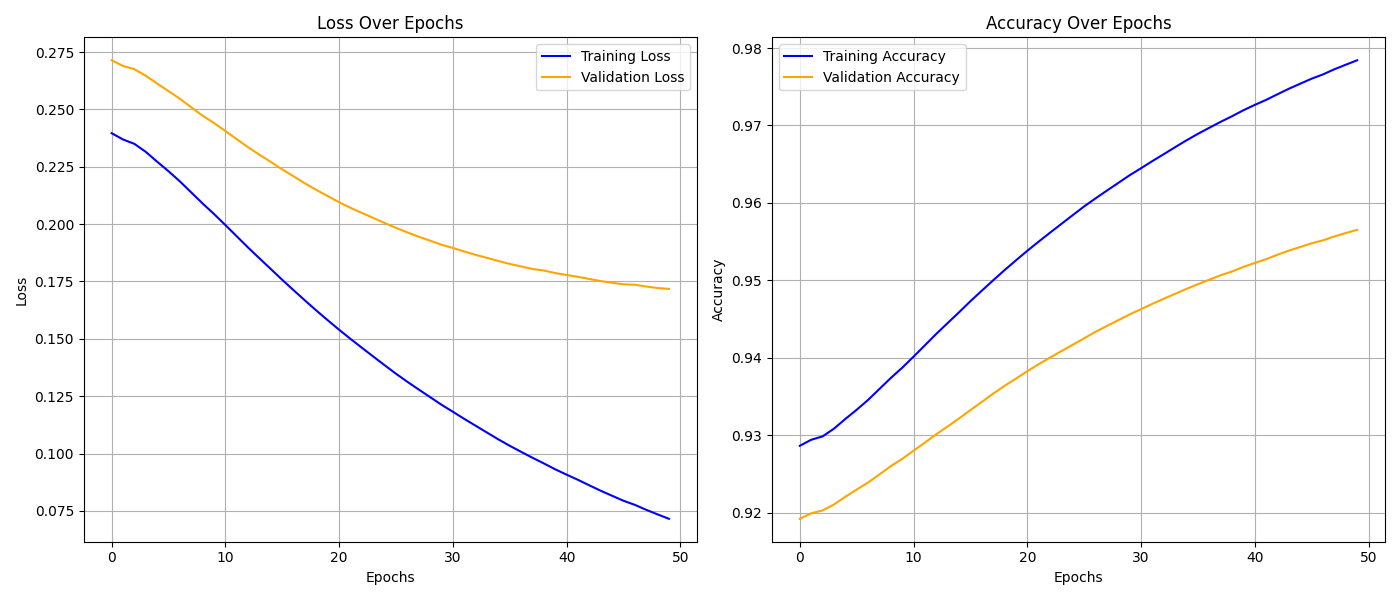 Loss Over Epochs
0.275
0.250
0.225
0.200
0.175
0.150
0.125
0.100
0.075
Loss
0 10 20 30 40 50
Epochs
Training Loss
Validation Loss
Accuracy Over Epochs
0.98
0.97
0.96
0.95
0.94
0.93
0.92
Accuracy
0 10 20 30 40 50
Epochs
Training Accuracy
Validation Accuracy